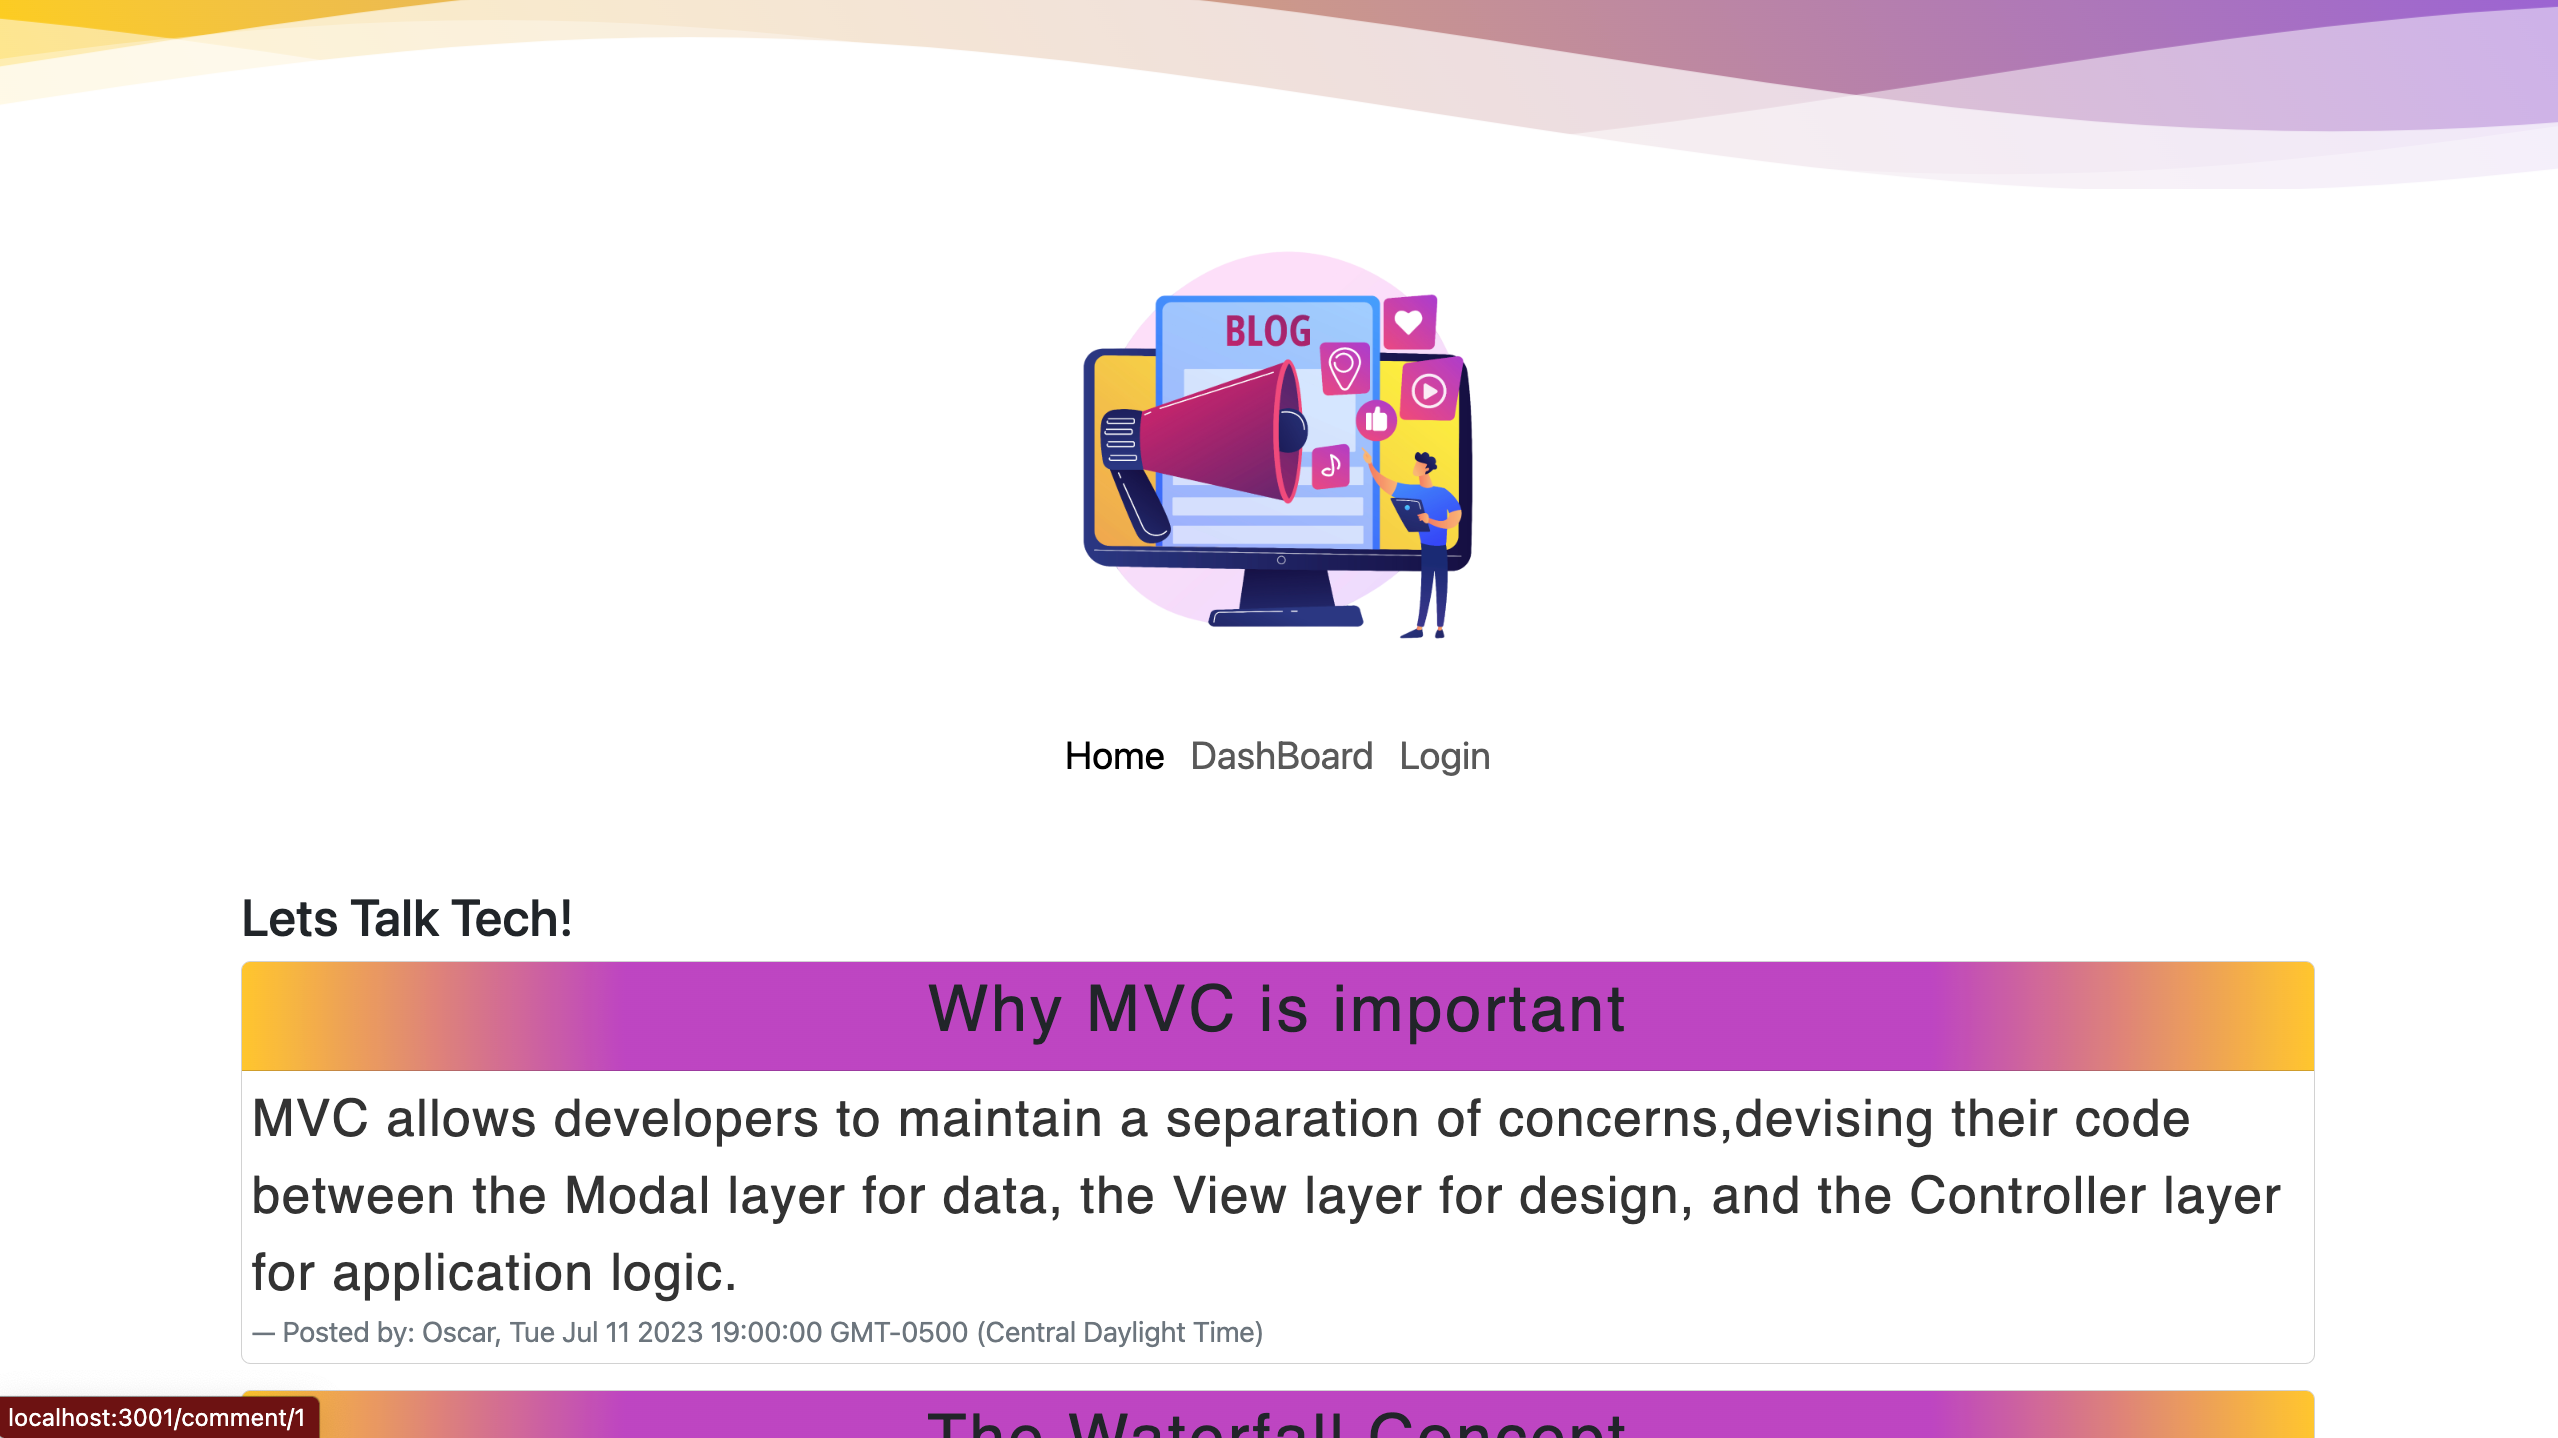 BLOG
Home DashBoard Login
Lets Talk Tech!
Why MVC is important
MVC allows developers to maintain a separation of concerns,devising their code
between the Modal layer for data, the View layer for design, and the Controller layer
for application logic.
— Posted by: Oscar, Tue Jul 11 2023 19:00:00 GMT-0500 (Central Daylight Time)
The Waterfall Concept
localhost:3001/comment/1